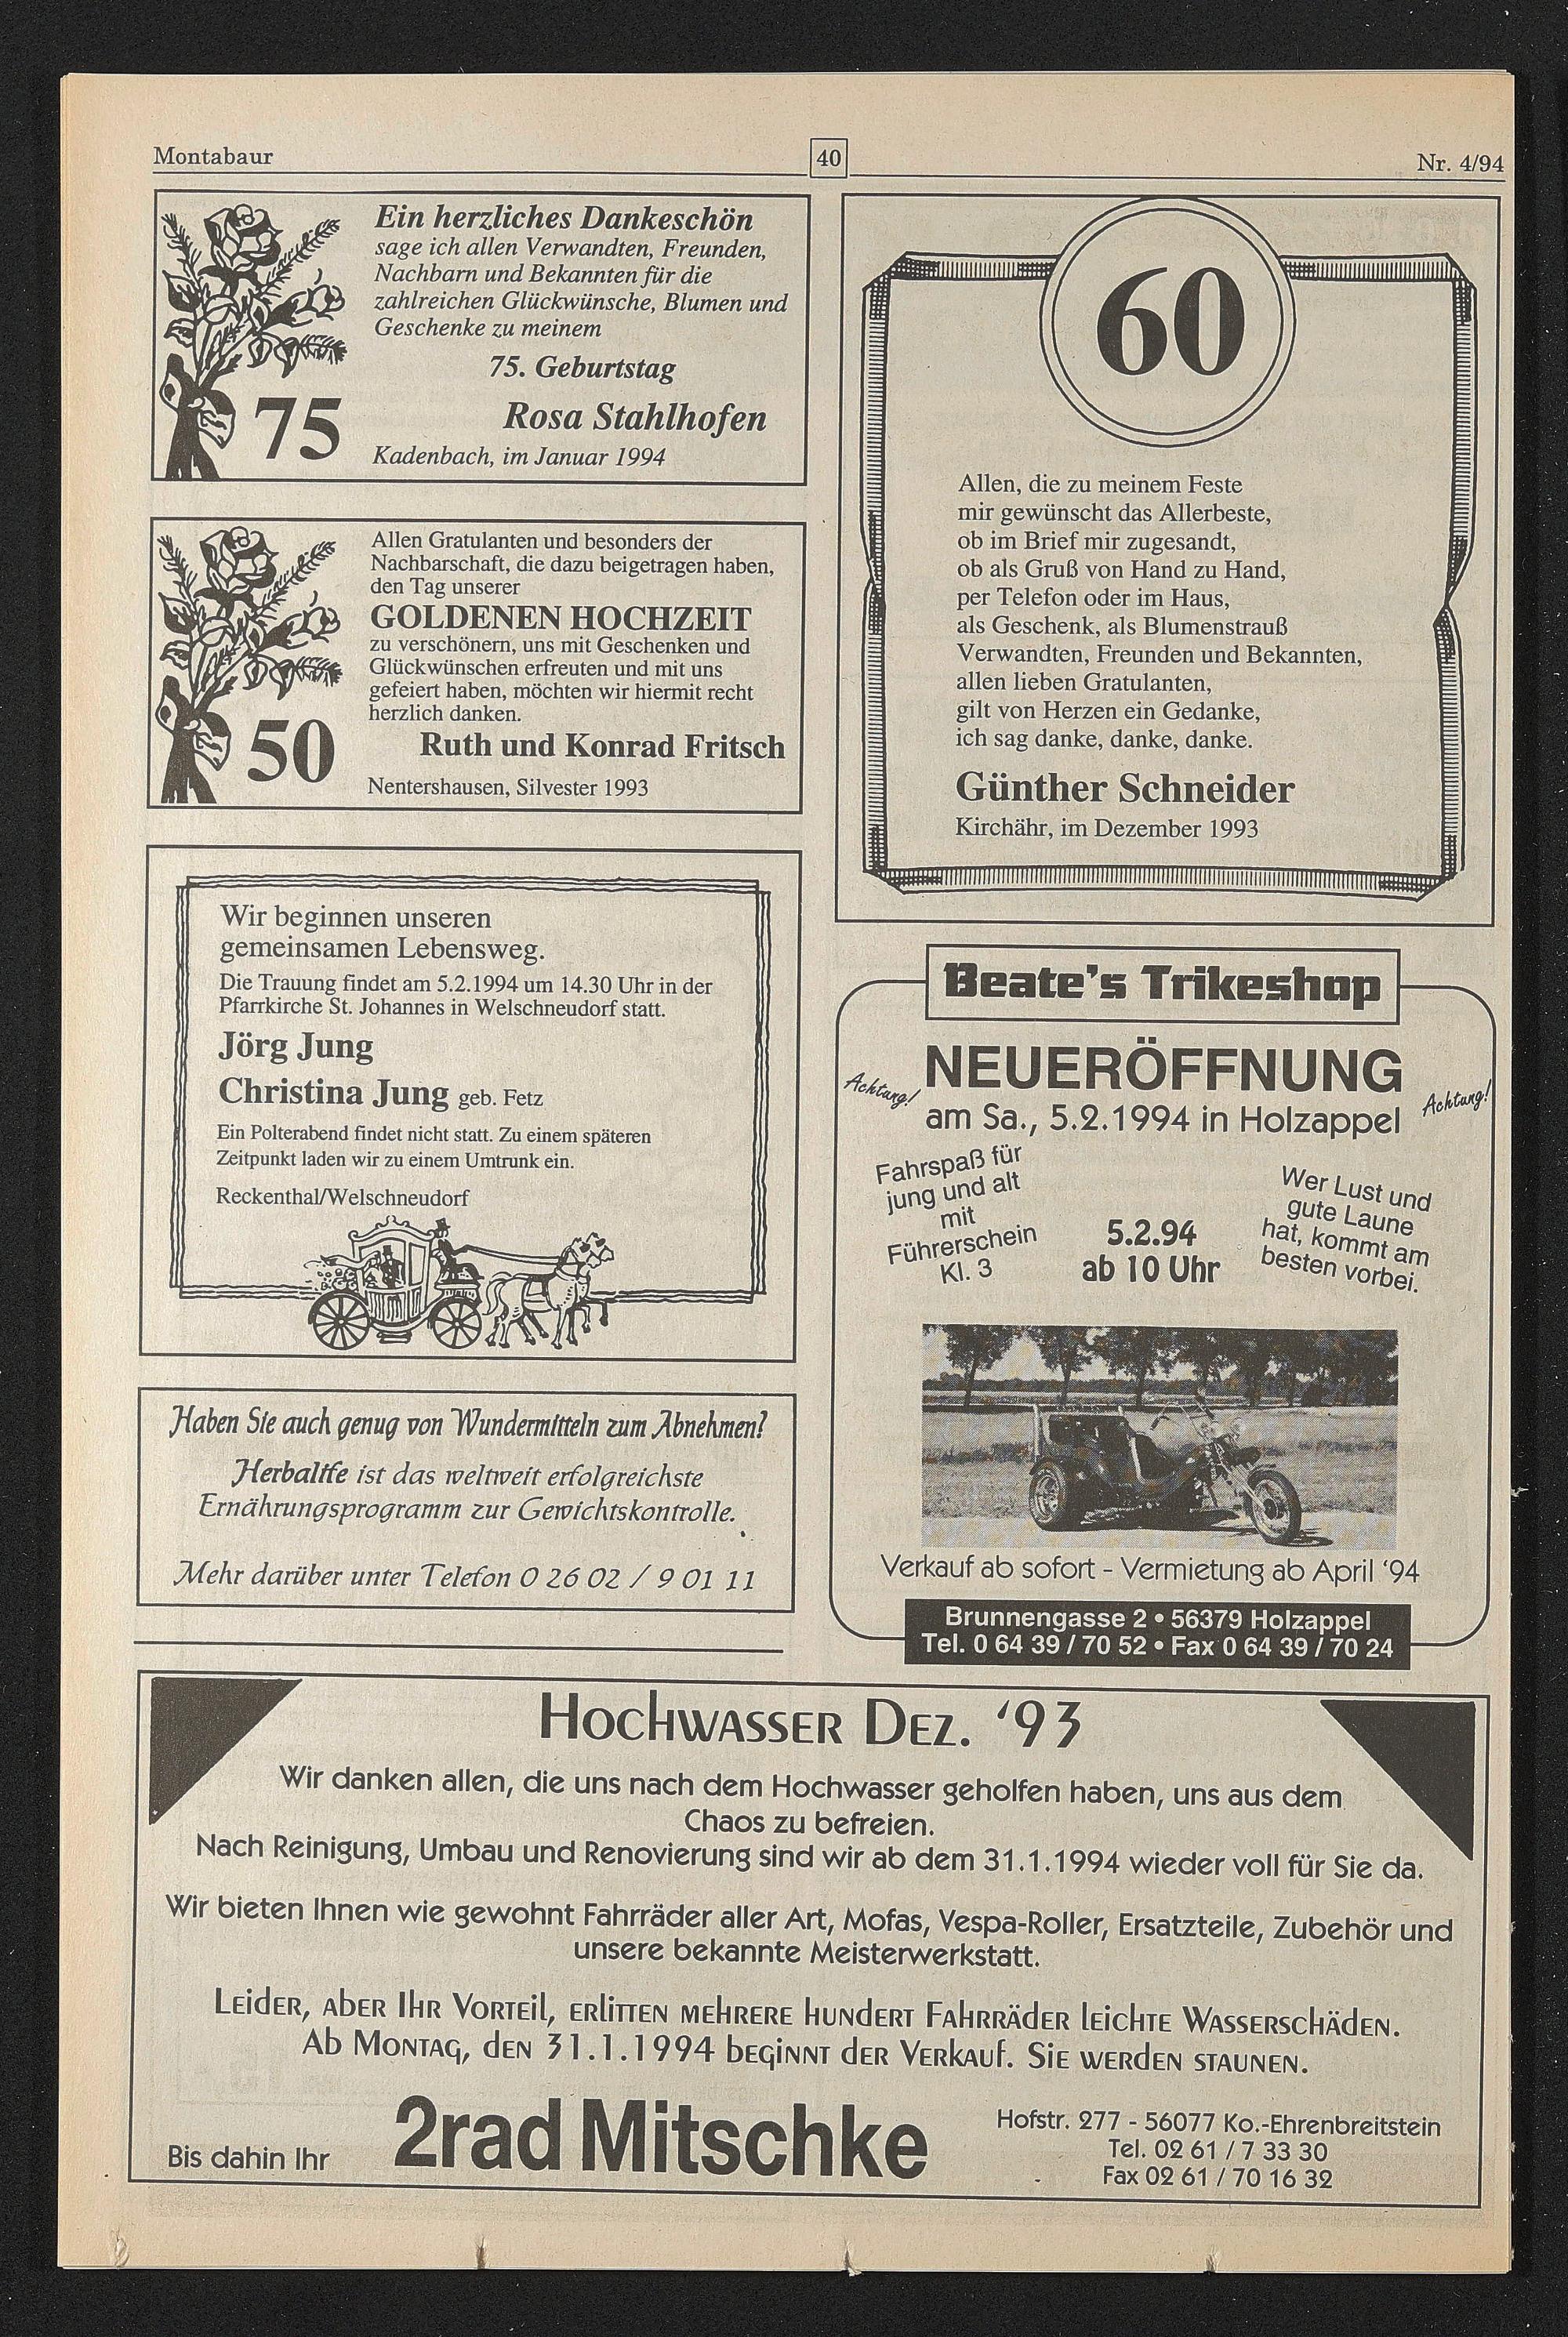 Montabaur
40
Nr. 4/94
Ein herzliches Dankeschön
sage ich allen Verwandten, Freunden,
Nachbarn und Bekannten für die
zahlreichen Glückwünsche, Blumen und
Geschenke zu meinem
75. Geburtstag
Rosa Stahlhofen
75
Kadenbach, im Januar 1994
Allen Gratulanten und besonders der
Nachbarschaft, die dazu beigetragen haben,
den Tag unserer
GOLDENEN HOCHZEIT
zu verschönern, uns mit Geschenken und
Glückwünschen erfreuten und mit uns
gefeiert haben, möchten wir hiermit recht
herzlich danken.
50
Ruth und Konrad Fritsch
Nentershausen, Silvester 1993
Wir beginnen unseren
gemeinsamen Lebensweg.
Die Trauung findet am 5.2.1994 um 14.30 Uhr in der
Pfarrkirche St. Johannes in Welschneudorf statt.
Jörg Jung
Christina Jung geb. Fetz
Ein Polterabend findet nicht statt. Zu einem späteren
Zeitpunkt laden wir zu einem Umtrunk ein.
Reckenthal/Welschneudorf
Haben Sie auch genug von Wundermitteln zum Abnehmen?
Herbalife ist das weltweit erfolgreichste
Ernährungsprogramm zur Gewichtskontrolle.
Mehr darüber unter Telefon 0 26 02 / 9 01 11
60
Allen, die zu meinem Feste
mir gewünscht das Allerbeste,
ob im Brief mir zugesandt,
ob als Gruß von Hand zu Hand,
per Telefon oder im Haus,
als Geschenk, als Blumenstrauß
Verwandten, Freunden und Bekannten,
allen lieben Gratulanten,
gilt von Herzen ein Gedanke,
ich sag danke, danke, danke.
Günther Schneider
Kirchähr, im Dezember 1993
Beate's Trikeshop
NEUERÖFFNUNG
Achtung!
Achtung!
am Sa., 5.2.1994 in Holzappel
Fahrspaß für
jung und alt
mit
Führerschein
Kl. 3
5.2.94
ab 10 Uhr
Wer Lust und
gute Laune
hat, kommt am
besten vorbei.
Verkauf ab sofort - Vermietung ab April '94
Brunnengasse 2 • 56379 Holzappel
Tel. 0 64 39 / 70 52 • Fax 0 64 39 / 70 24
Hochwasser Dez. '93
Wir danken allen, die uns nach dem Hochwasser geholfen haben, uns aus dem
Chaos zu befreien.
Nach Reinigung, Umbau und Renovierung sind wir ab dem 31.1.1994 wieder voll für Sie da.
Wir bieten Ihnen wie gewohnt Fahrräder aller Art, Mofas, Vespa-Roller, Ersatzteile, Zubehör und
unsere bekannte Meisterwerkstatt.
Leider, aber Ihr Vorteil, erlitten mehrere hundert Fahrräder leichte Wasserschäden.
Ab Montag, den 31.1.1994 beginnt der Verkauf. Sie werden staunen.
Bis dahin Ihr
2rad Mitschke
Hofstr. 277 - 56077 Ko.-Ehrenbreitstein
Tel. 02 61 / 7 33 30
Fax 02 61 / 70 16 32